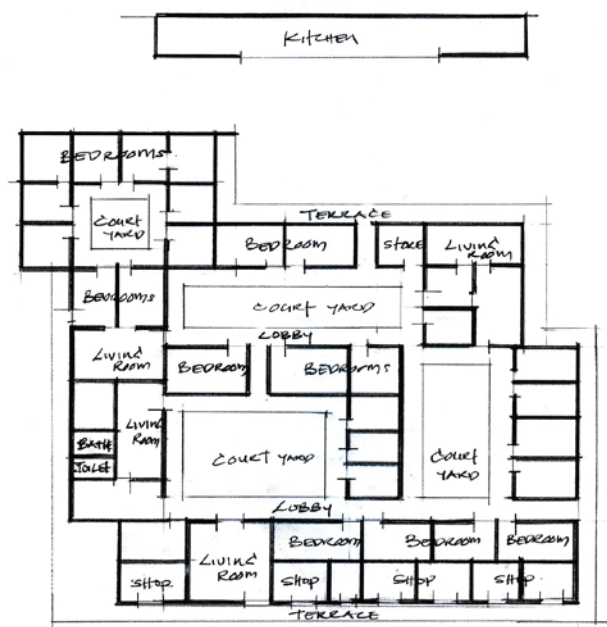 KITCHEN
BEDROOMS
COURT
YARD
TERRACE
BEDROOM
STORE
LIVING
ROOM
BEDROOMS
COURT YARD
LOBBY
LIVING
ROOM
BEDROOM
BEDROOMS
LIVING
ROOM
BATH
TOILET
COURT YARD
COURT
YARD
LOBBY
BEDROOM
BEDROOM
BEDROOM
LIVING
ROOM
SHOP
SHOP
SHOP
SHOP
TERRACE